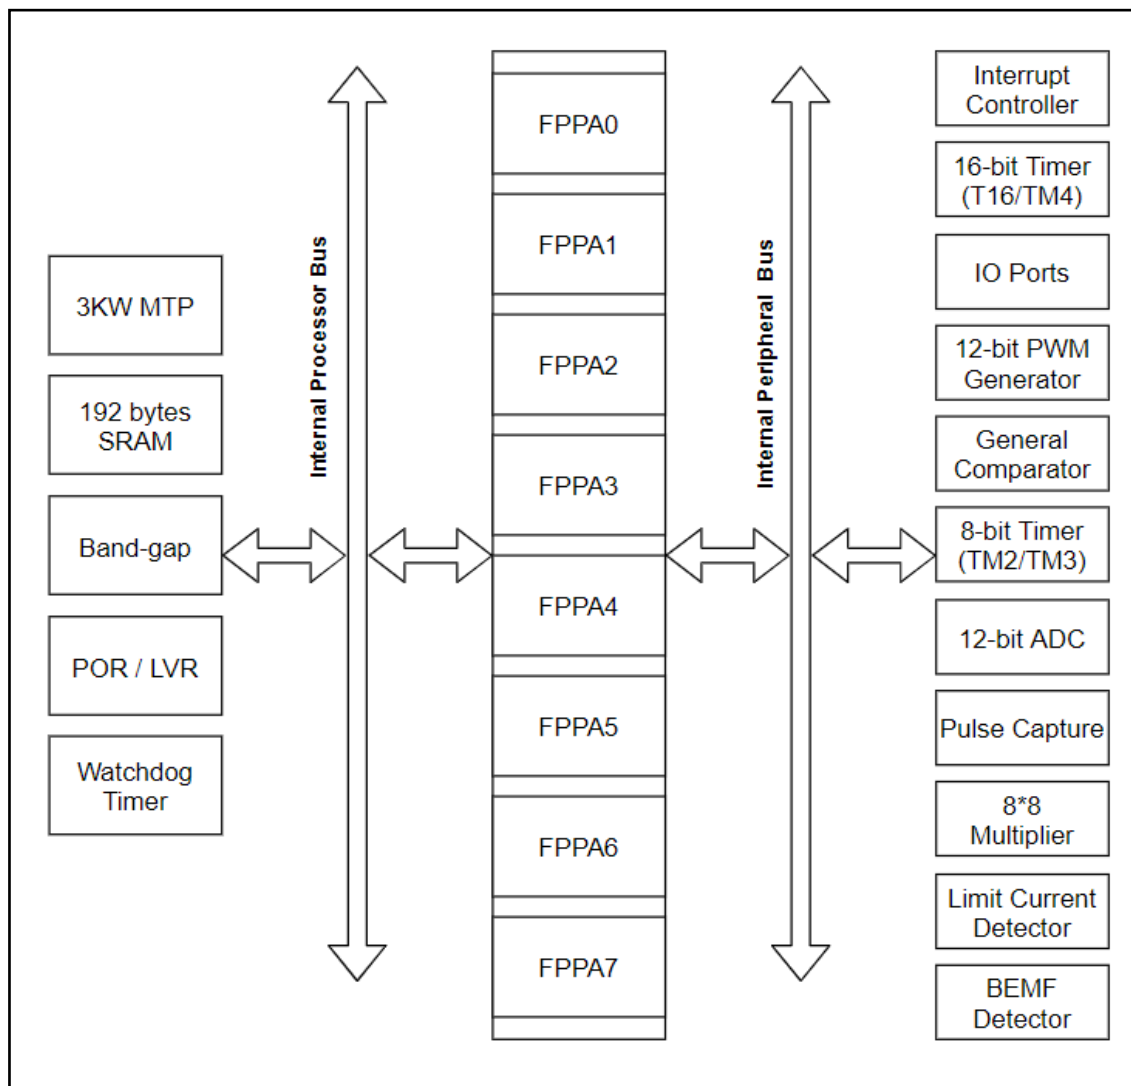 3KW MTP
192 bytes
SRAM
Band-gap
POR / LVR
Watchdog
Timer
Internal Processor Bus
FPPA0
FPPA1
FPPA2
FPPA3
FPPA4
FPPA5
FPPA6
FPPA7
Internal Peripheral Bus
Interrupt
Controller
16-bit Timer
(T16/TM4)
IO Ports
12-bit PWM
Generator
General
Comparator
8-bit Timer
(TM2/TM3)
12-bit ADC
Pulse Capture
8*8
Multiplier
Limit Current
Detector
BEMF
Detector